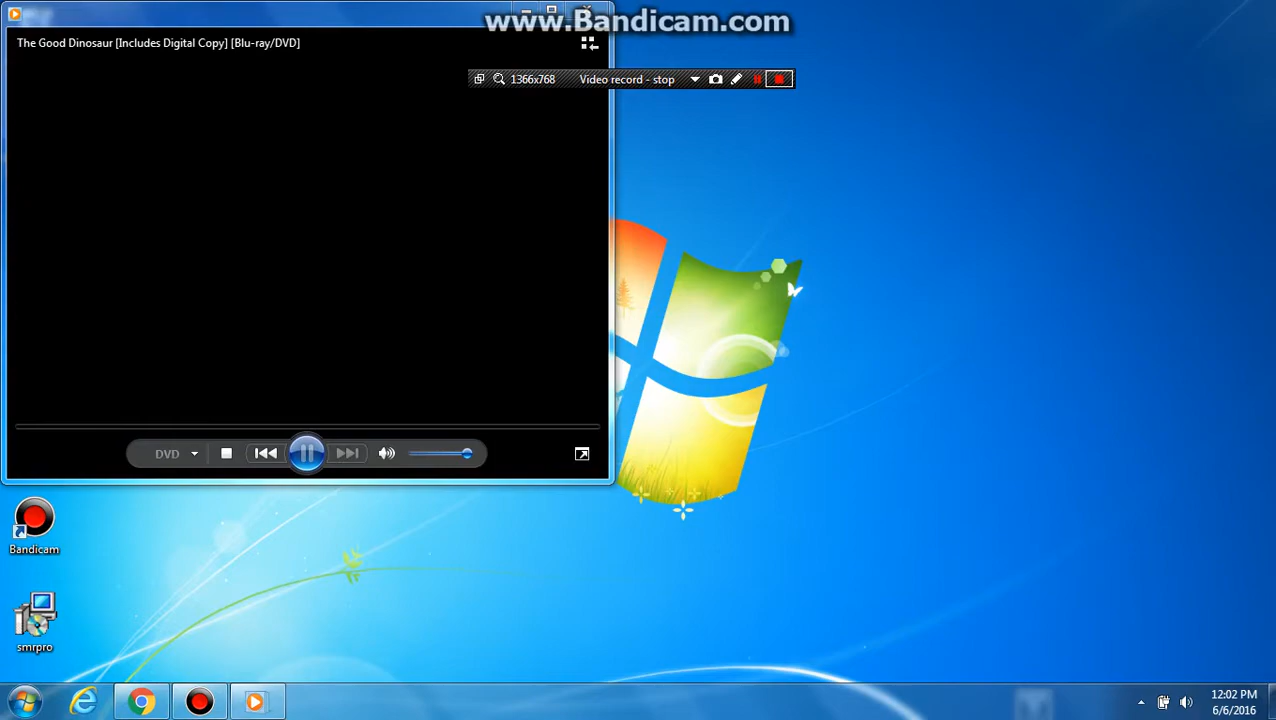 www.Bandicam.com
The Good Dinosaur [Includes Digital Copy] [Blu-ray/DVD]
1366x768 Video record - stop
DVD
Bandicam
smrpro
12:02 PM
6/6/2016